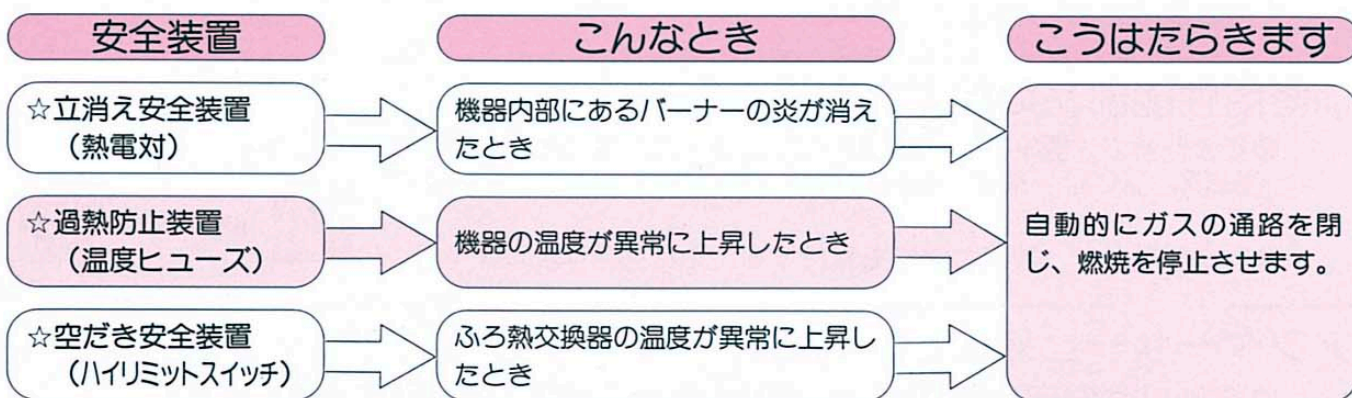 安全装置
こんなとき
こうはたらきます
☆立消え安全装置
（熱電対）
機器内部にあるバーナーの炎が消え
たとき
☆過熱防止装置
（温度ヒューズ）
機器の温度が異常に上昇したとき
☆空だき安全装置
（ハイリミットスイッチ）
ふろ熱交換器の温度が異常に上昇し
たとき
自動的にガスの通路を閉
じ、燃焼を停止させます。